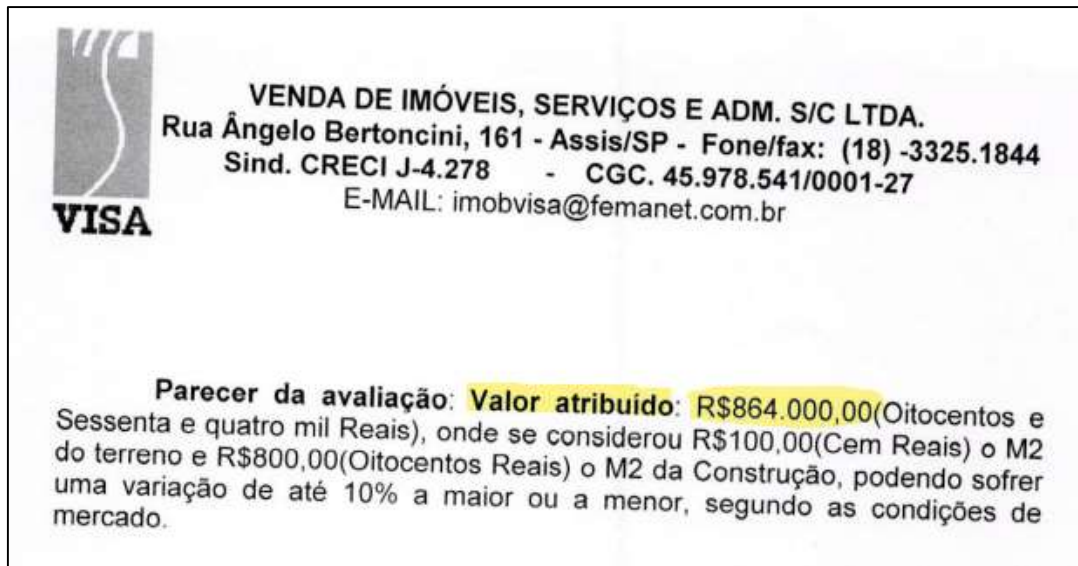 VENDA DE IMÓVEIS, SERVIÇOS E ADM. S/C LTDA.
Rua Ângelo Bertoncini, 161 - Assis/SP - Fone/fax: (18) -3325.1844
Sind. CRECI J-4.278 - CGC. 45.978.541/0001-27
E-MAIL: imobvisa@femanet.com.br
VISA
Parecer da avaliação: Valor atribuído: R$864.000,00(Oitocentos e
Sessenta e quatro mil Reais), onde se considerou R$100,00(Cem Reais) o M2
do terreno e R$800,00(Oitocentos Reais) o M2 da Construção, podendo sofrer
uma variação de até 10% a maior ou a menor, segundo as condições de
mercado.